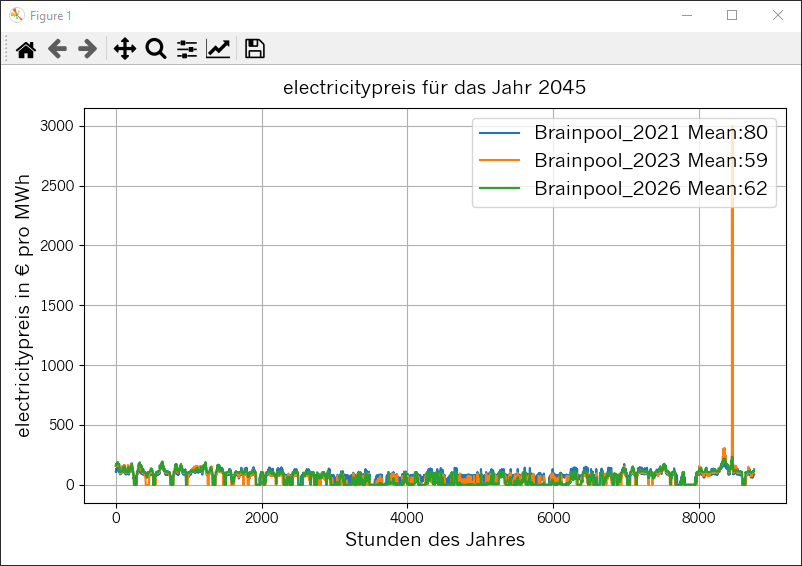 Figure 1
electricitypreis für das Jahr 2045
Brainpool_2021 Mean:80
Brainpool_2023 Mean:59
Brainpool_2026 Mean:62
electricitypreis in € pro MWh
3000
2500
2000
1500
1000
500
0
0 2000 4000 6000 8000
Stunden des Jahres